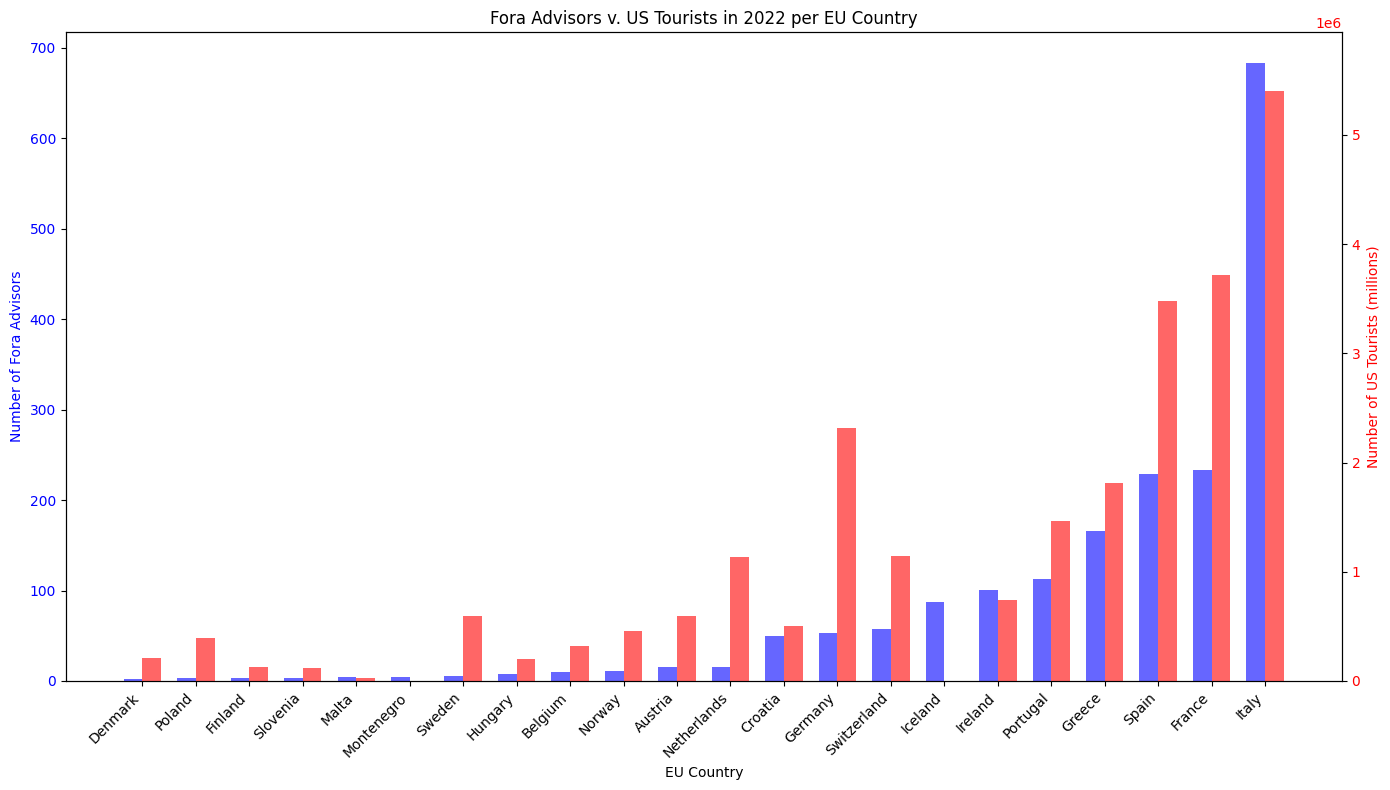 Fora Advisors v. US Tourists in 2022 per EU Country
1e6
700
600
500
400
300
200
100
0
Number of Fora Advisors
5
4
3
2
1
0
Number of US Tourists (millions)
Denmark
Poland
Finland
Slovenia
Malta
Montenegro
Sweden
Hungary
Belgium
Norway
Austria
Netherlands
Croatia
Germany
Switzerland
Iceland
Ireland
Portugal
Greece
Spain
France
Italy
EU Country